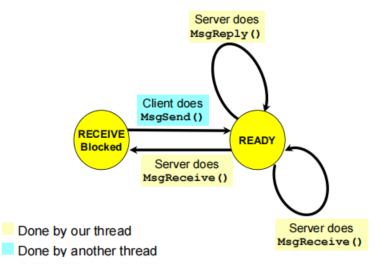 Server does
MsgReply()
Client does
MsgSend()
RECEIVE
Blocked
READY
Server does
MsgReceive()
Server does
MsgReceive()
Done by our thread
Done by another thread